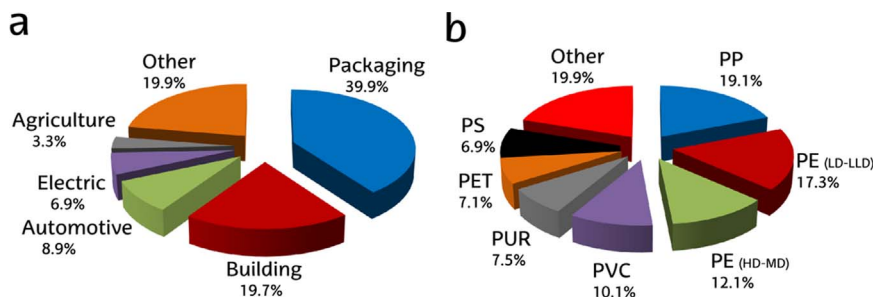 a
Other
19.9%
Packaging
39.9%
Agriculture
3.3%
Electric
6.9%
Automotive
8.9%
Building
19.7%
b
Other
19.9%
PP
19.1%
PS
6.9%
PE (LD-LLD)
17.3%
PET
7.1%
PUR
7.5%
PVC
10.1%
PE (HD-MD)
12.1%